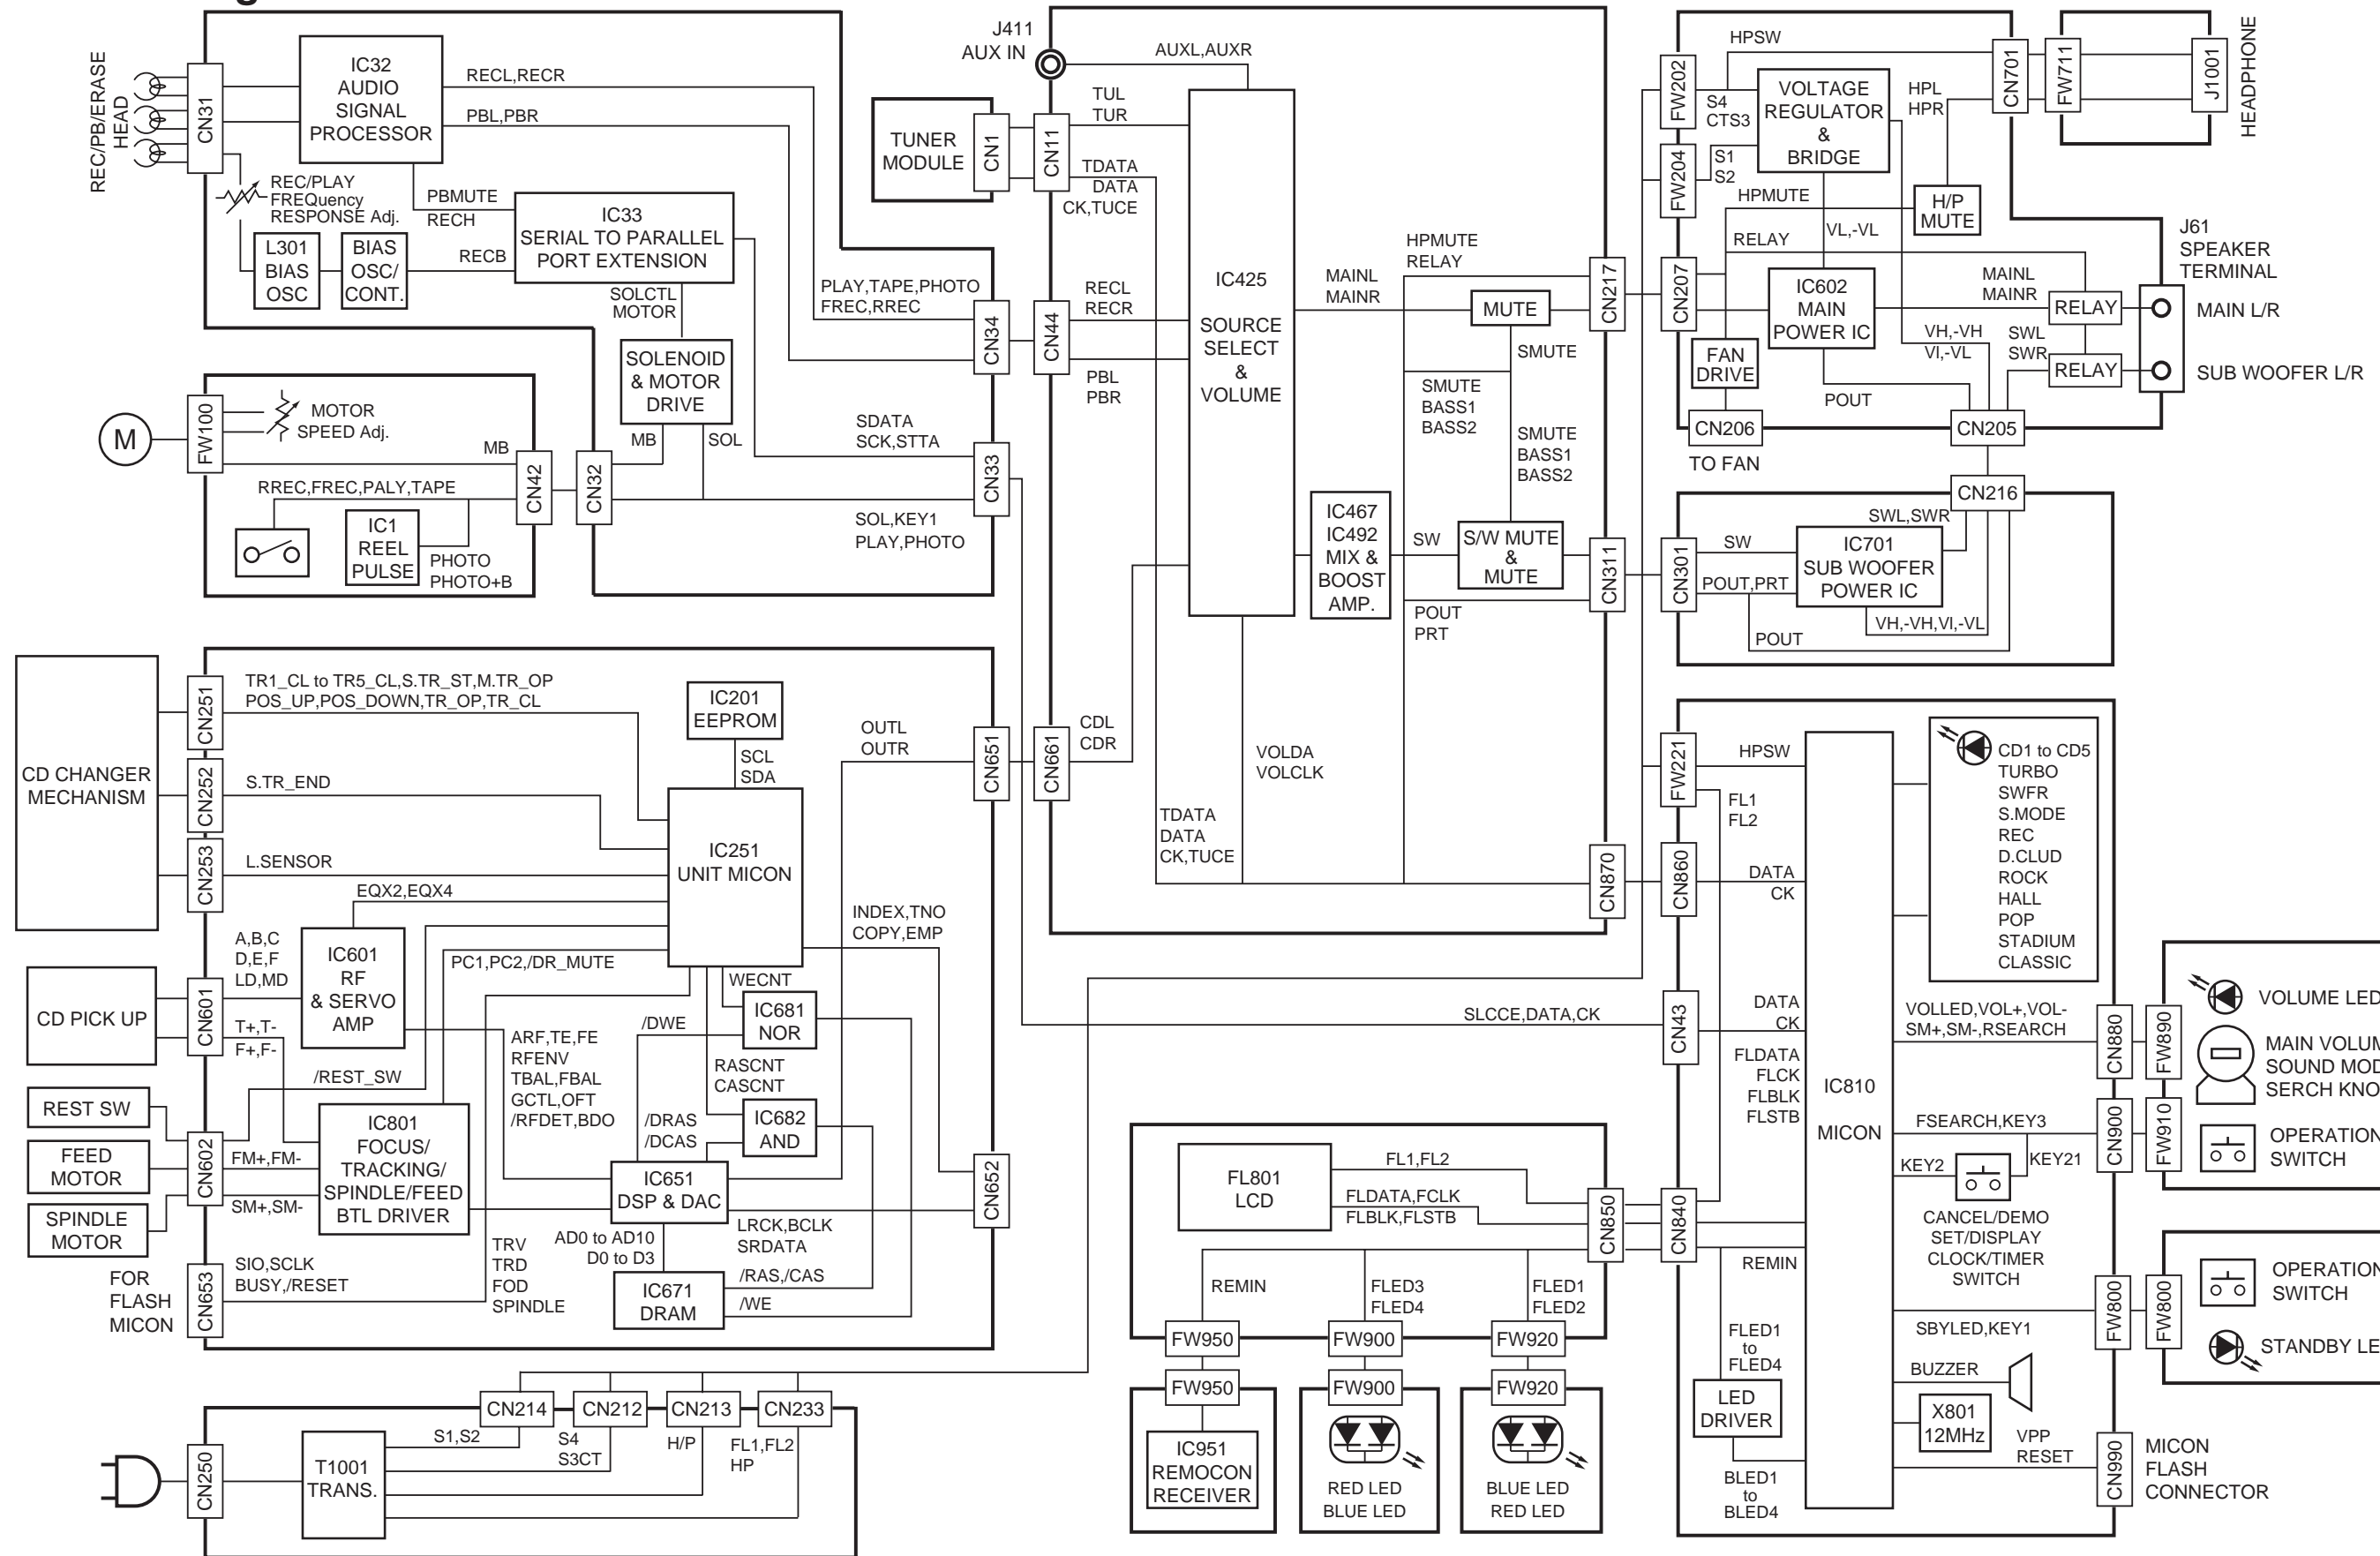 REC/PB/ERASE
HEAD
CN31
IC32
AUDIO
SIGNAL
PROCESSOR
RECL,RECR
PBL,PBR
REC/PLAY
FREQuency
RESPONSE Adj.
PBMUTE
RECH
IC33
SERIAL TO PARALLEL
PORT EXTENSION
L301
BIAS
OSC
BIAS
OSC/
CONT.
RECB
SOLCTL
MOTOR
PLAY,TAPE,PHOTO
FREC,RREC
CN34
SOLENOID
& MOTOR
DRIVE
MB
SOL
SDATA
SCK,STTA
CN33
SOL,KEY1
PLAY,PHOTO
M
FW100
MOTOR
SPEED Adj.
MB
CN42
CN32
RREC,FREC,PALY,TAPE
IC1
REEL
PULSE
PHOTO
PHOTO+B
J411
AUX IN
AUXL,AUXR
TUNER
MODULE
CN1
CN11
TUL
TUR
TDATA
DATA
CK,TUCE
CN44
RECL
RECR
PBL
PBR
IC425
SOURCE
SELECT
&
VOLUME
MAINL
MAINR
HPMUTE
RELAY
MUTE
SMUTE
SMUTE
BASS1
BASS2
SMUTE
BASS1
BASS2
IC467
IC492
MIX &
BOOST
AMP.
SW
S/W MUTE
&
MUTE
POUT
PRT
CN217
CN311
CN661
CDL
CDR
VOLDA
VOLCLK
TDATA
DATA
CK,TUCE
CN870
FW202
FW204
CN207
HPSW
S4
CTS3
S1
S2
VOLTAGE
REGULATOR
&
BRIDGE
HPL
HPR
CN701
FW711
J1001
HEADPHONE
HPMUTE
H/P
MUTE
RELAY
VL,-VL
IC602
MAIN
POWER IC
MAINL
MAINR
RELAY
RELAY
J61
SPEAKER
TERMINAL
MAIN L/R
SUB WOOFER L/R
FAN
DRIVE
VH,-VH
VI,-VL
SWL
SWR
POUT
CN206
TO FAN
CN205
CN216
CN301
SW
SWL,SWR
IC701
SUB WOOFER
POWER IC
POUT,PRT
VH,-VH,VI,-VL
POUT
CD CHANGER
MECHANISM
CN251
TR1_CL to TR5_CL,S.TR_ST,M.TR_OP
POS_UP,POS_DOWN,TR_OP,TR_CL
CN252
S.TR_END
CN253
L.SENSOR
IC201
EEPROM
SCL
SDA
IC251
UNIT MICON
OUTL
OUTR
CN651
EQX2,EQX4
INDEX,TNO
COPY,EMP
CD PICK UP
CN601
A,B,C
D,E,F
LD,MD
T+,T-
F+,F-
IC601
RF
& SERVO
AMP
PC1,PC2,/DR_MUTE
WECNT
IC681
NOR
/DWE
ARF,TE,FE
RFENV
TBAL,FBAL
GCTL,OFT
/RFDET,BDO
RASCNT
CASCNT
/REST_SW
REST SW
FEED
MOTOR
SPINDLE
MOTOR
CN602
FM+,FM-
SM+,SM-
IC801
FOCUS/
TRACKING/
SPINDLE/FEED
BTL DRIVER
/DRAS
/DCAS
IC682
AND
IC651
DSP & DAC
CN652
LRCK,BCLK
SRDATA
AD0 to AD10
D0 to D3
IC671
DRAM
/RAS,/CAS
/WE
TRV
TRD
FOD
SPINDLE
FOR
FLASH
MICON
CN653
SIO,SCLK
BUSY,/RESET
CN250
T1001
TRANS.
CN214
CN212
CN213
CN233
S1,S2
S4
S3CT
H/P
FL1,FL2
HP
SLCCE,DATA,CK
FL801
LCD
FL1,FL2
FLDATA,FCLK
FLBLK,FLSTB
CN850
CN840
REMIN
FLED3
FLED4
FLED1
FLED2
FW950
FW900
FW920
FW950
FW900
FW920
IC951
REMOCON
RECEIVER
RED LED
BLUE LED
BLUE LED
RED LED
FW221
HPSW
FL1
FL2
CN860
DATA
CK
CN43
DATA
CK
FLDATA
FLCK
FLBLK
FLSTB
REMIN
IC810
MICON
CD1 to CD5
TURBO
SWFR
S.MODE
REC
D.CLUD
ROCK
HALL
POP
STADIUM
CLASSIC
VOLLED,VOL+,VOL-
SM+,SM-,RSEARCH
CN880
FW890
VOLUME LED
MAIN VOLUM
SOUND MOD
SERCH KNO
FSEARCH,KEY3
CN900
FW910
OPERATION
SWITCH
KEY2
KEY21
CANCEL/DEMO
SET/DISPLAY
CLOCK/TIMER
SWITCH
FW800
FW800
OPERATION
SWITCH
STANDBY LE
SBYLED,KEY1
BUZZER
X801
12MHz
VPP
RESET
CN990
MICON
FLASH
CONNECTOR
FLED1
to
FLED4
LED
DRIVER
BLED1
to
BLED4